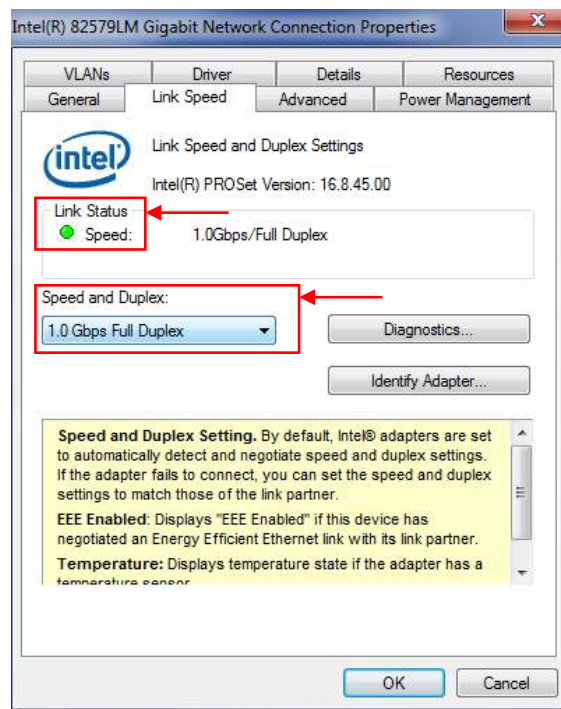 Intel(R) 82579LM Gigabit Network Connection Properties
VLANs Driver Details Resources
General Link Speed Advanced Power Management
intel
Link Speed and Duplex Settings
Intel(R) PROSet Version: 16.8.45.00
Link Status
Speed: 1.0Gbps/Full Duplex
Speed and Duplex:
1.0 Gbps Full Duplex
Diagnostics...
Identify Adapter...
Speed and Duplex Setting. By default, Intel® adapters are set
to automatically detect and negotiate speed and duplex settings.
If the adapter fails to connect, you can set the speed and duplex
settings to match those of the link partner.
EEE Enabled: Displays "EEE Enabled" if this device has
negotiated an Energy Efficient Ethernet link with its link partner.
Temperature: Displays temperature state if the adapter has a
temperature sensor
OK Cancel